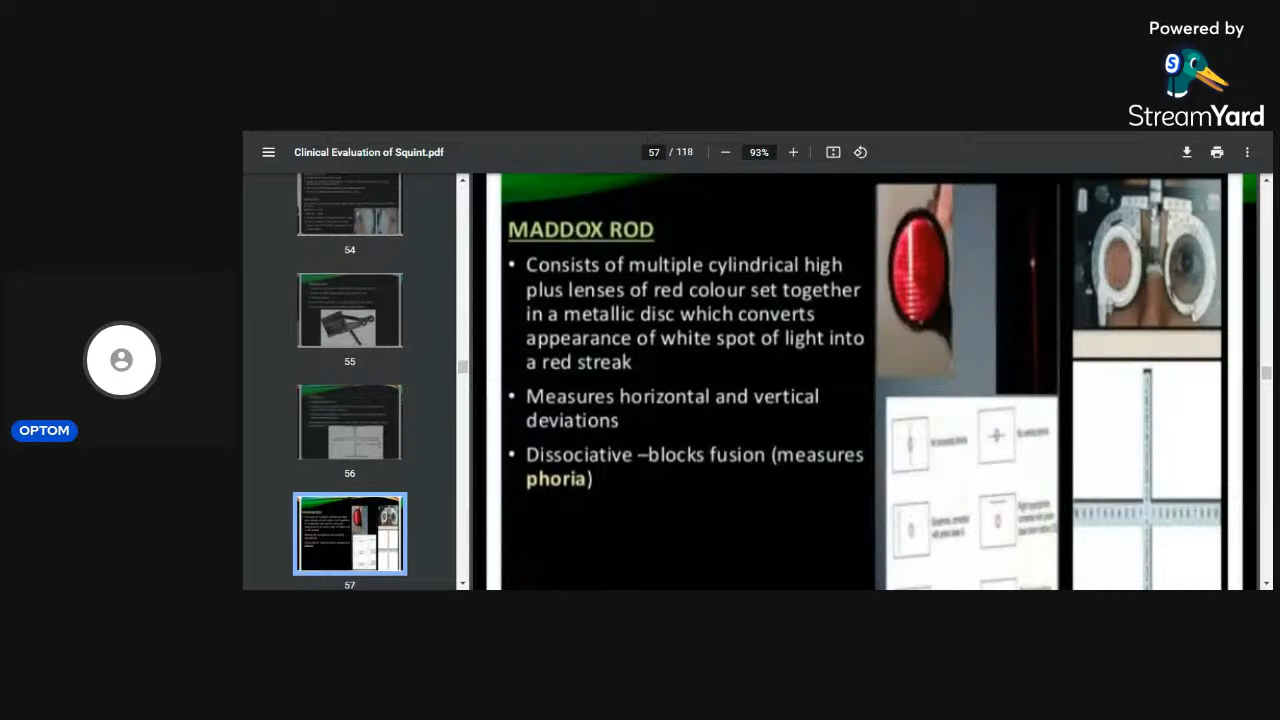 Powered by
S
StreamYard
Clinical Evaluation of Squint.pdf
57 / 118
93%
54
55
56
57
OPTOM
MADDOX ROD
• Consists of multiple cylindrical high
plus lenses of red colour set together
in a metallic disc which converts
appearance of white spot of light into
a red streak
• Measures horizontal and vertical
deviations
• Dissociative –blocks fusion (measures
phoria)